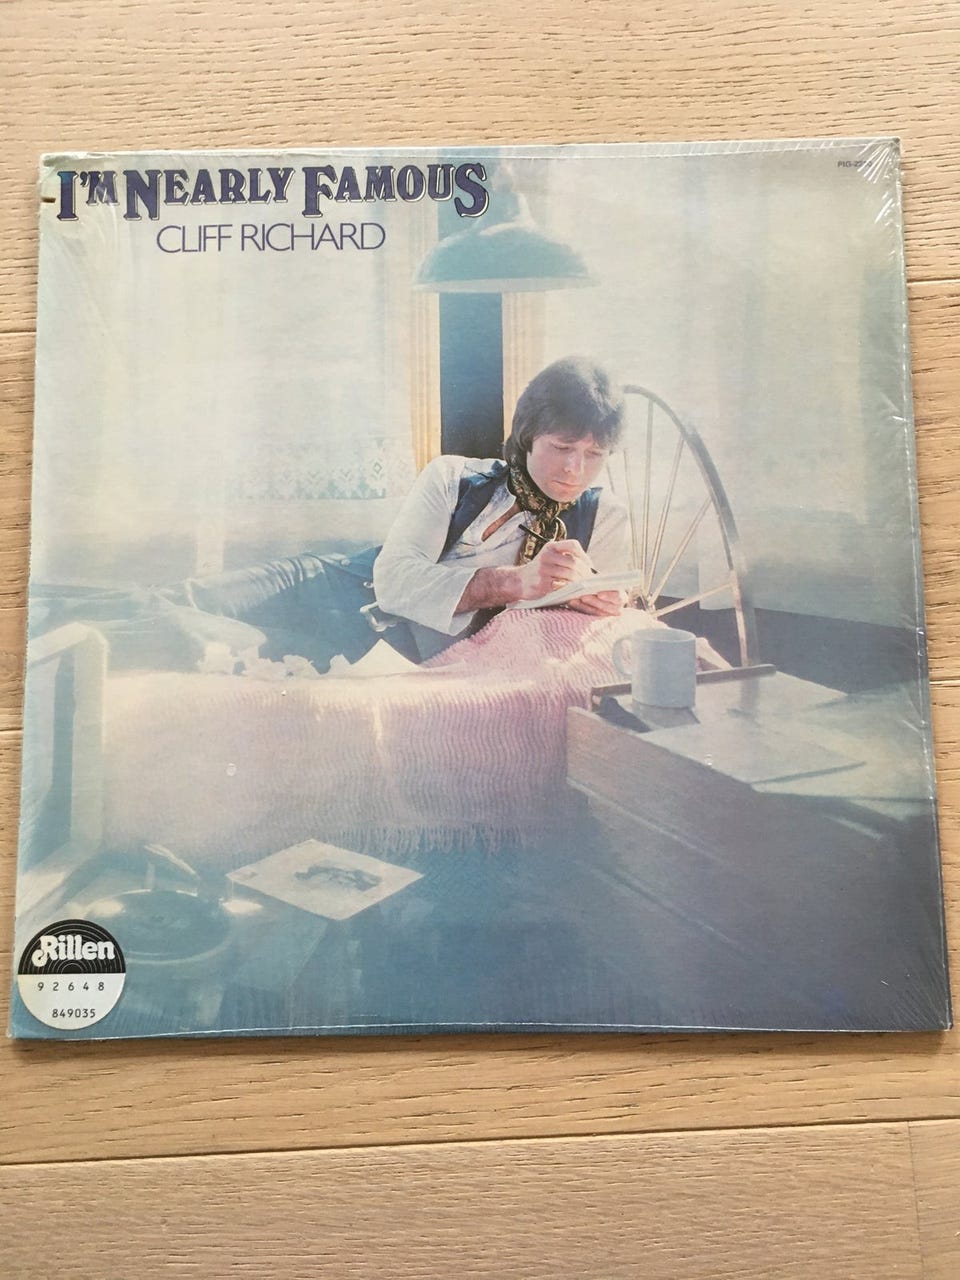 I'M NEARLY FAMOUS
CLIFF RICHARD
Rillen
92648
849035